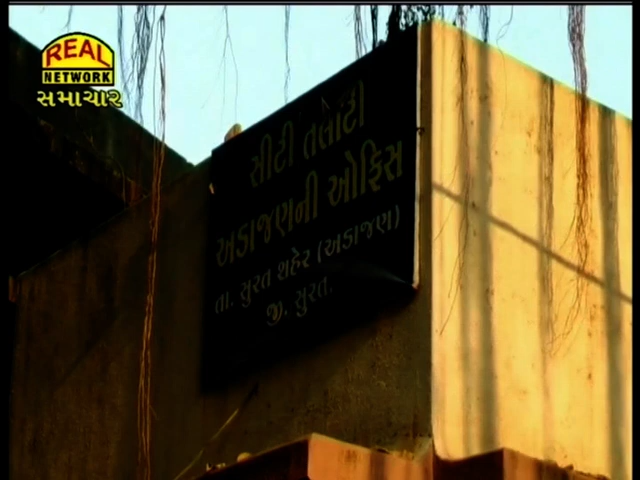 REAL
NETWORK
સમાચાર
સીટી તલાટી
અડાજણની ઓફિસ
તા. સુરત શહેર (અડાજણ)
જી. સુરત.